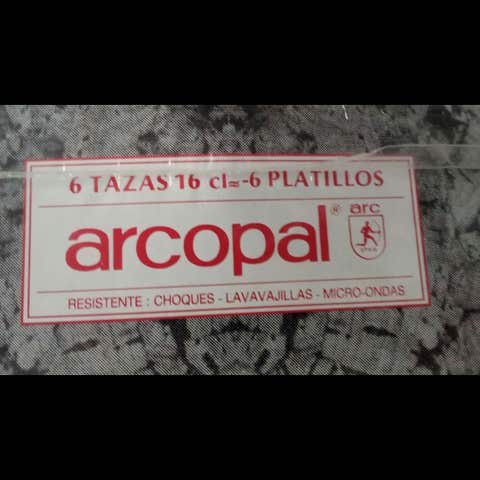 6 TAZAS 16 cl≈-6 PLATILLOS
arcopal® arc
RESISTENTE : CHOQUES - LAVAVAJILLAS - MICRO-ONDAS